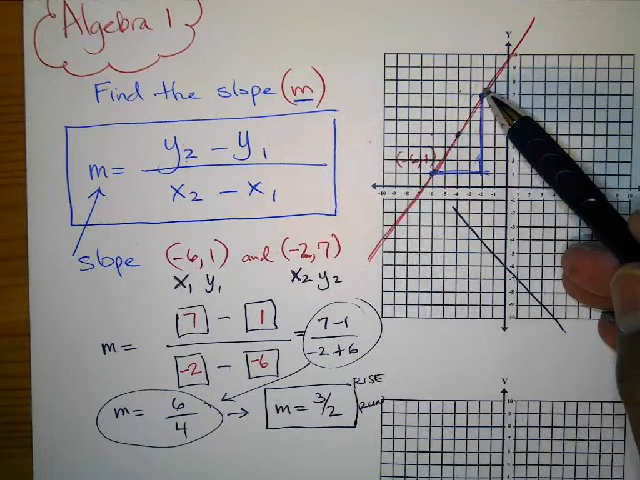 Algebra 1
Find the slope (m)
m = y₂ - y₁ / x₂ - x₁
slope (-6,1) and (-2,7)
x₁ y₁ x₂ y₂
m = 7 - 1 / -2 - -6 = 7-1 / -2+6
m = 6/4 → m = 3/2 RISE
RUN
(-6,1)
Y
Y